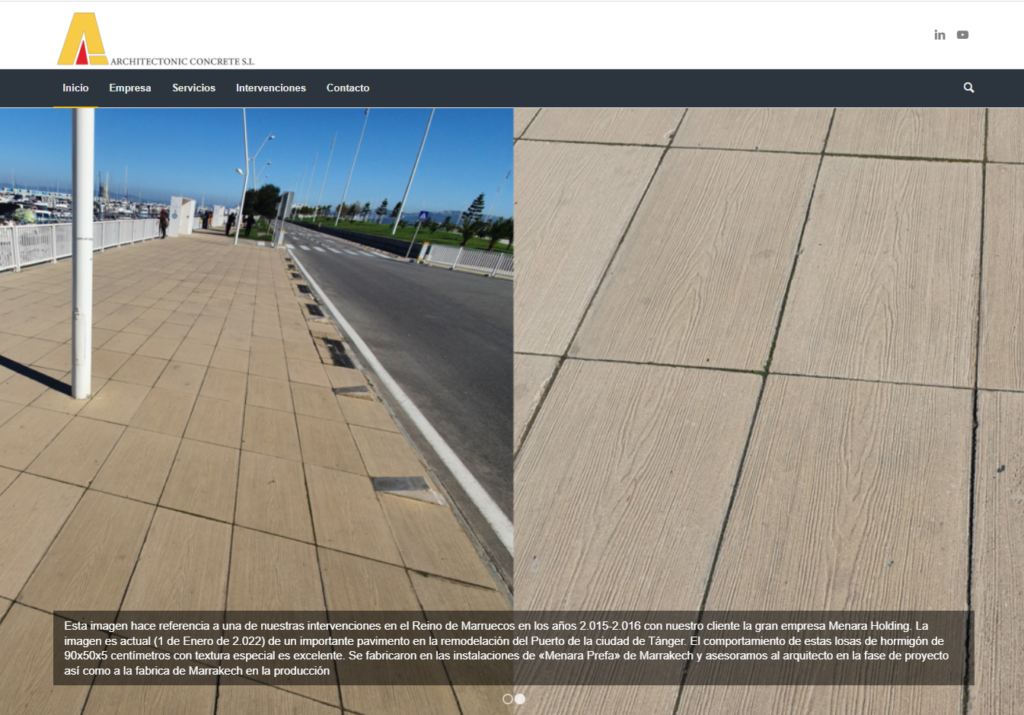 ARCHITECTONIC CONCRETE S.L
Inicio Empresa Servicios Intervenciones Contacto
Esta imagen hace referencia a una de nuestras intervenciones en el Reino de Marruecos en los años 2.015-2.016 con nuestro cliente la gran empresa Menara Holding. La
imagen es actual (1 de Enero de 2.022) de un importante pavimento en la remodelación del Puerto de la ciudad de Tánger. El comportamiento de estas losas de hormigón de
90x50x5 centímetros con textura especial es excelente. Se fabricaron en las instalaciones de «Menara Prefa» de Marrakech y asesoramos al arquitecto en la fase de proyecto
así como a la fabrica de Marrakech en la producción